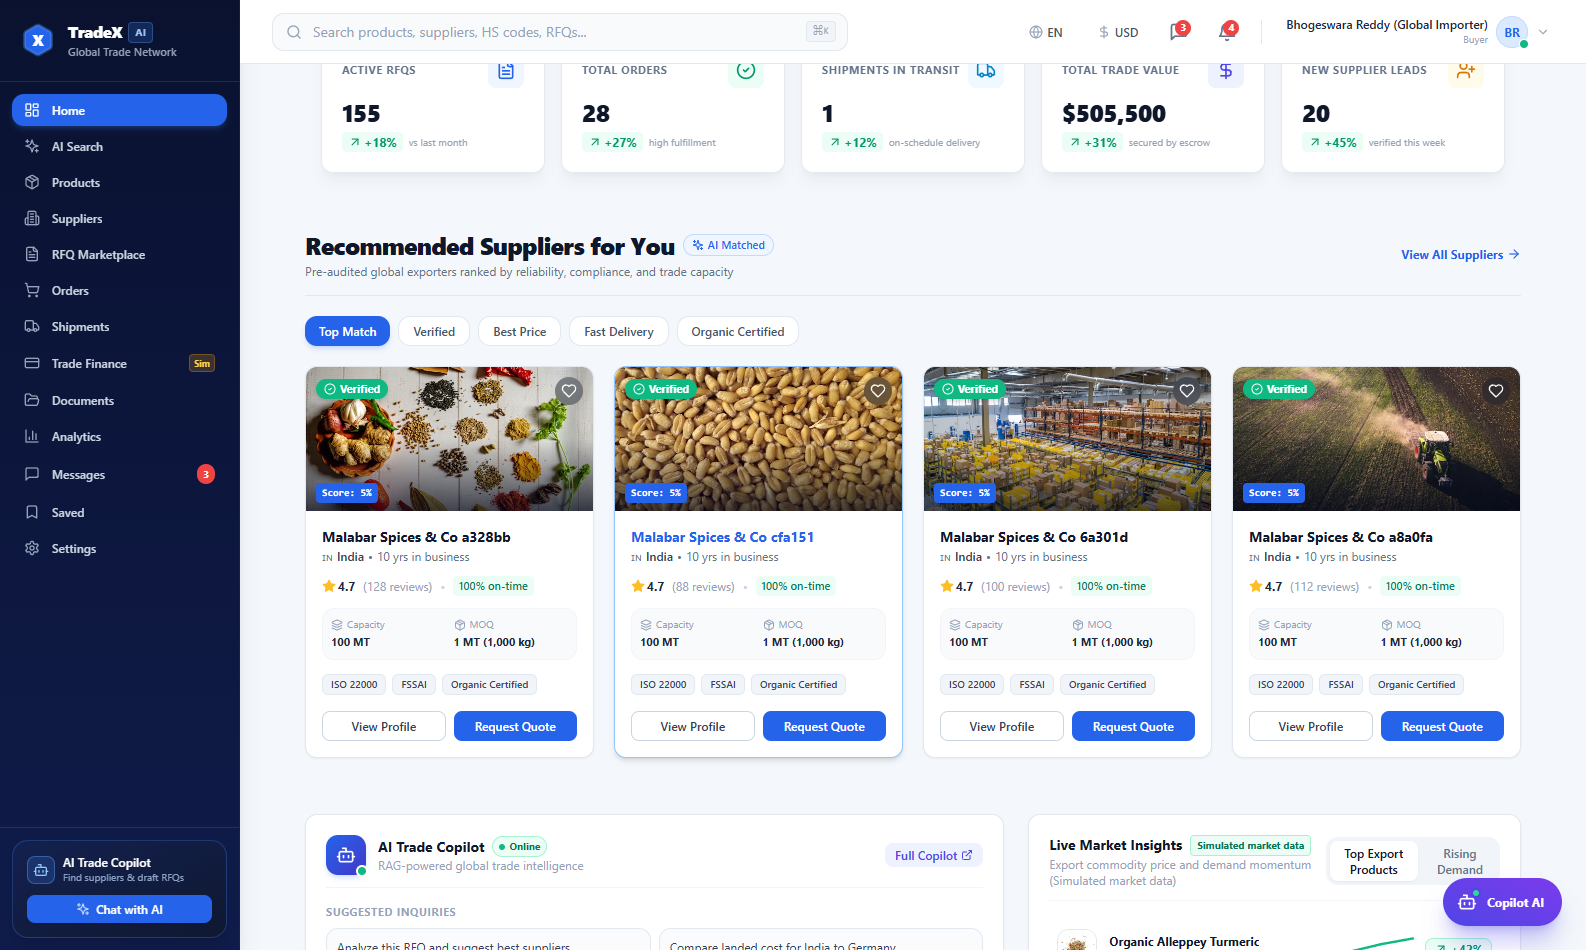 TradeX AI
Global Trade Network
Home
AI Search
Products
Suppliers
RFQ Marketplace
Orders
Shipments
Trade Finance Sim
Documents
Analytics
Messages 3
Saved
Settings
AI Trade Copilot
Find suppliers & draft RFQs
Chat with AI
Search products, suppliers, HS codes, RFQs... ⌘K
EN
$ USD
3
4
Bhogeswara Reddy (Global Importer)
Buyer
BR
ACTIVE RFQS
155
+18% vs last month
TOTAL ORDERS
28
+27% high fulfillment
SHIPMENTS IN TRANSIT
1
+12% on-schedule delivery
TOTAL TRADE VALUE
$505,500
+31% secured by escrow
NEW SUPPLIER LEADS
20
+45% verified this week
Recommended Suppliers for You AI Matched
Pre-audited global exporters ranked by reliability, compliance, and trade capacity
View All Suppliers →
Top Match
Verified
Best Price
Fast Delivery
Organic Certified
Verified
Score: 5%
Malabar Spices & Co a328bb
IN India • 10 yrs in business
4.7 (128 reviews) • 100% on-time
Capacity MOQ
100 MT 1 MT (1,000 kg)
ISO 22000 FSSAI Organic Certified
View Profile Request Quote
Verified
Score: 5%
Malabar Spices & Co cfa151
IN India • 10 yrs in business
4.7 (88 reviews) • 100% on-time
Capacity MOQ
100 MT 1 MT (1,000 kg)
ISO 22000 FSSAI Organic Certified
View Profile Request Quote
Verified
Score: 5%
Malabar Spices & Co 6a301d
IN India • 10 yrs in business
4.7 (100 reviews) • 100% on-time
Capacity MOQ
100 MT 1 MT (1,000 kg)
ISO 22000 FSSAI Organic Certified
View Profile Request Quote
Verified
Score: 5%
Malabar Spices & Co a8a0fa
IN India • 10 yrs in business
4.7 (112 reviews) • 100% on-time
Capacity MOQ
100 MT 1 MT (1,000 kg)
ISO 22000 FSSAI Organic Certified
View Profile Request Quote
AI Trade Copilot • Online
RAG-powered global trade intelligence
Full Copilot
SUGGESTED INQUIRIES
Analyze this RFQ and suggest best suppliers
Compare landed cost for India to Germany
Live Market Insights Simulated market data
Export commodity price and demand momentum
(Simulated market data)
Top Export
Products
Rising
Demand
Organic Alleppey Turmeric
+42%
Copilot AI